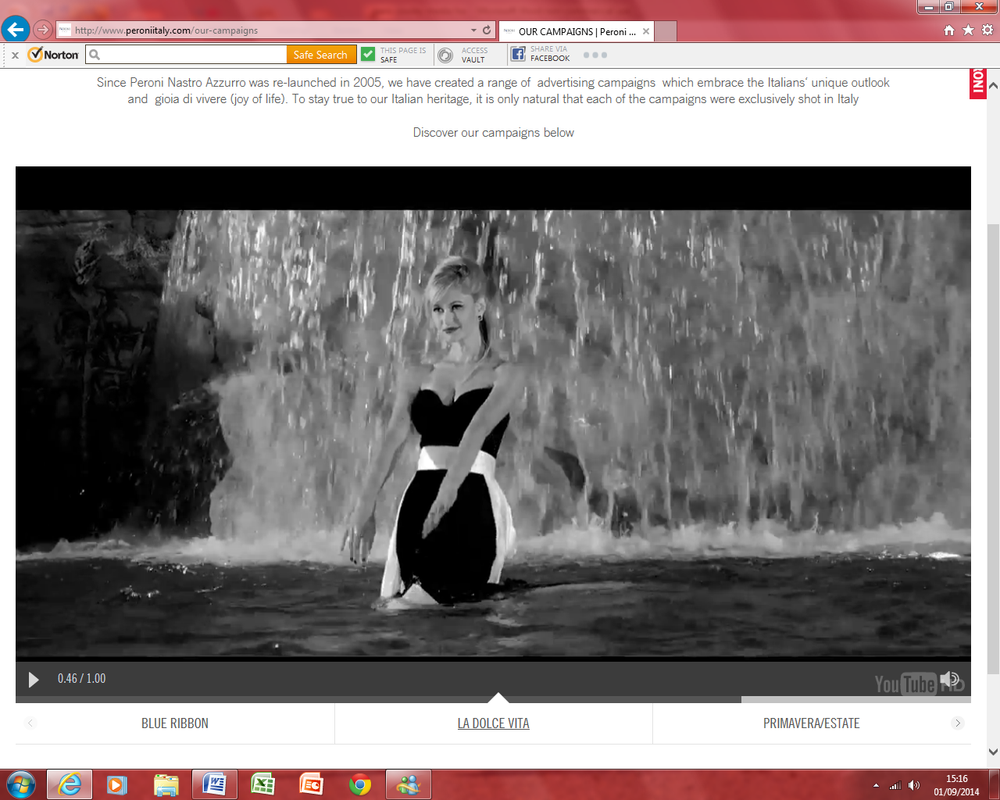 http://www.peroniitaly.com/our-campaigns
OUR CAMPAIGNS | Peroni ...
Norton
Safe Search
THIS PAGE IS
SAFE
ACCESS
VAULT
SHARE VIA
FACEBOOK
Since Peroni Nastro Azzurro was re-launched in 2005, we have created a range of advertising campaigns which embrace the Italians' unique outlook
and gioia di vivere (joy of life). To stay true to our Italian heritage, it is only natural that each of the campaigns were exclusively shot in Italy
Discover our campaigns below
0.46 / 1.00
YouTube HD
BLUE RIBBON
LA DOLCE VITA
PRIMAVERA/ESTATE
15:16
01/09/2014